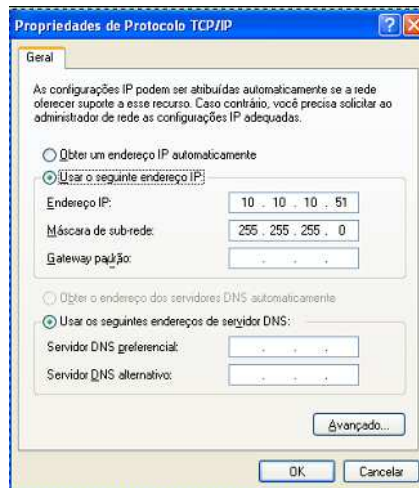 Propriedades de Protocolo TCP/IP
Geral
As configurações IP podem ser atribuídas automaticamente se a rede
oferecer suporte a esse recurso. Caso contrário, você precisa solicitar ao
administrador de rede as configurações IP adequadas.
Obter um endereço IP automaticamente
Usar o seguinte endereço IP:
Endereço IP: 10 . 10 . 10 . 51
Máscara de sub-rede: 255 . 255 . 255 . 0
Gateway padrão: . . .
Obter o endereço dos servidores DNS automaticamente
Usar os seguintes endereços de servidor DNS:
Servidor DNS preferencial: . . .
Servidor DNS alternativo: . . .
Avançado...
OK Cancelar